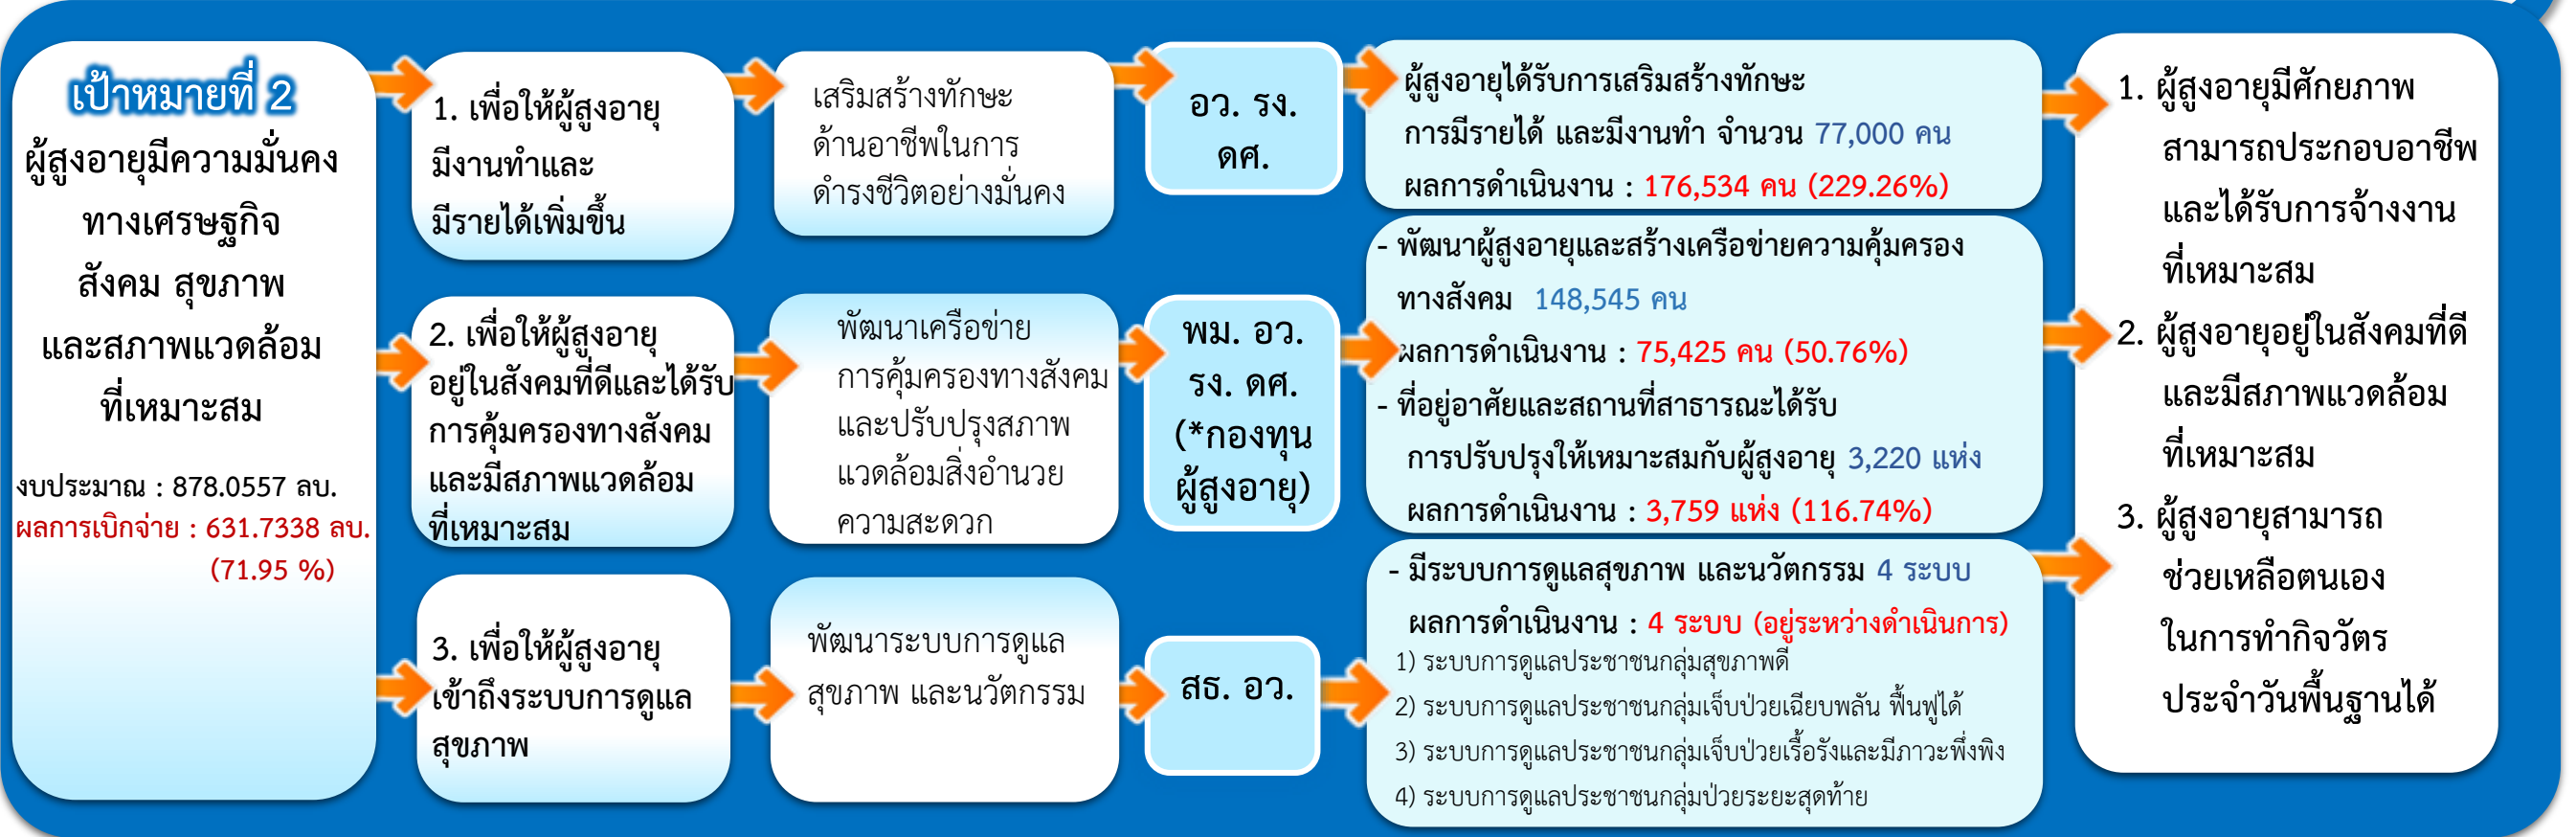 เป้าหมายที่ 2
ผู้สูงอายุมีความมั่นคง
ทางเศรษฐกิจ
สังคม สุขภาพ
และสภาพแวดล้อม
ที่เหมาะสม
งบประมาณ : 878.0557 ลบ.
ผลการเบิกจ่าย : 631.7338 ลบ.
(71.95 %)
1. เพื่อให้ผู้สูงอายุ
มีงานทำและ
มีรายได้เพิ่มขึ้น
เสริมสร้างทักษะ
ด้านอาชีพในการ
ดำรงชีวิตอย่างมั่นคง
อว. รง.
ดศ.
ผู้สูงอายุได้รับการเสริมสร้างทักษะ
การมีรายได้ และมีงานทำ จำนวน 77,000 คน
ผลการดำเนินงาน : 176,534 คน (229.26%)
2. เพื่อให้ผู้สูงอายุ
อยู่ในสังคมที่ดีและได้รับ
การคุ้มครองทางสังคม
และมีสภาพแวดล้อม
ที่เหมาะสม
พัฒนาเครือข่าย
การคุ้มครองทางสังคม
และปรับปรุงสภาพ
แวดล้อมสิ่งอำนวย
ความสะดวก
พม. อว.
รง. ดศ.
(*กองทุน
ผู้สูงอายุ)
- พัฒนาผู้สูงอายุและสร้างเครือข่ายความคุ้มครอง
ทางสังคม 148,545 คน
ผลการดำเนินงาน : 75,425 คน (50.76%)
- ที่อยู่อาศัยและสถานที่สาธารณะได้รับ
การปรับปรุงให้เหมาะสมกับผู้สูงอายุ 3,220 แห่ง
ผลการดำเนินงาน : 3,759 แห่ง (116.74%)
3. เพื่อให้ผู้สูงอายุ
เข้าถึงระบบการดูแล
สุขภาพ
พัฒนาระบบการดูแล
สุขภาพ และนวัตกรรม
สธ. อว.
- มีระบบการดูแลสุขภาพ และนวัตกรรม 4 ระบบ
ผลการดำเนินงาน : 4 ระบบ (อยู่ระหว่างดำเนินการ)
1) ระบบการดูแลประชาชนกลุ่มสุขภาพดี
2) ระบบการดูแลประชาชนกลุ่มเจ็บป่วยเฉียบพลัน ฟื้นฟูได้
3) ระบบการดูแลประชาชนกลุ่มเจ็บป่วยเรื้อรังและมีภาวะพึ่งพิง
4) ระบบการดูแลประชาชนกลุ่มป่วยระยะสุดท้าย
1. ผู้สูงอายุมีศักยภาพ
สามารถประกอบอาชีพ
และได้รับการจ้างงาน
ที่เหมาะสม
2. ผู้สูงอายุอยู่ในสังคมที่ดี
และมีสภาพแวดล้อม
ที่เหมาะสม
3. ผู้สูงอายุสามารถ
ช่วยเหลือตนเอง
ในการทำกิจวัตร
ประจำวันพื้นฐานได้